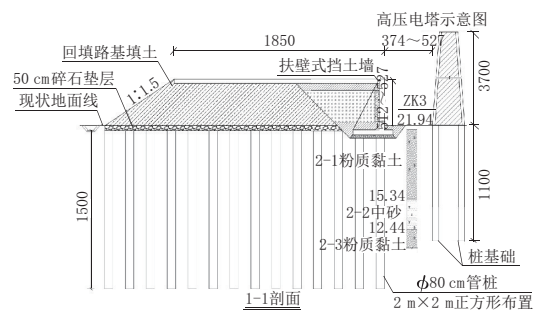 高压电塔示意图
1850
374～527
回填路基填土
扶壁式挡土墙
50 cm碎石垫层
1:1.5
现状地面线
512～527
ZK3
21.94
3700
2-1粉质黏土
15.34
2-2中砂
12.44
2-3粉质黏土
1500
1100
桩基础
ϕ80 cm管桩
2 m×2 m正方形布置
1-1剖面